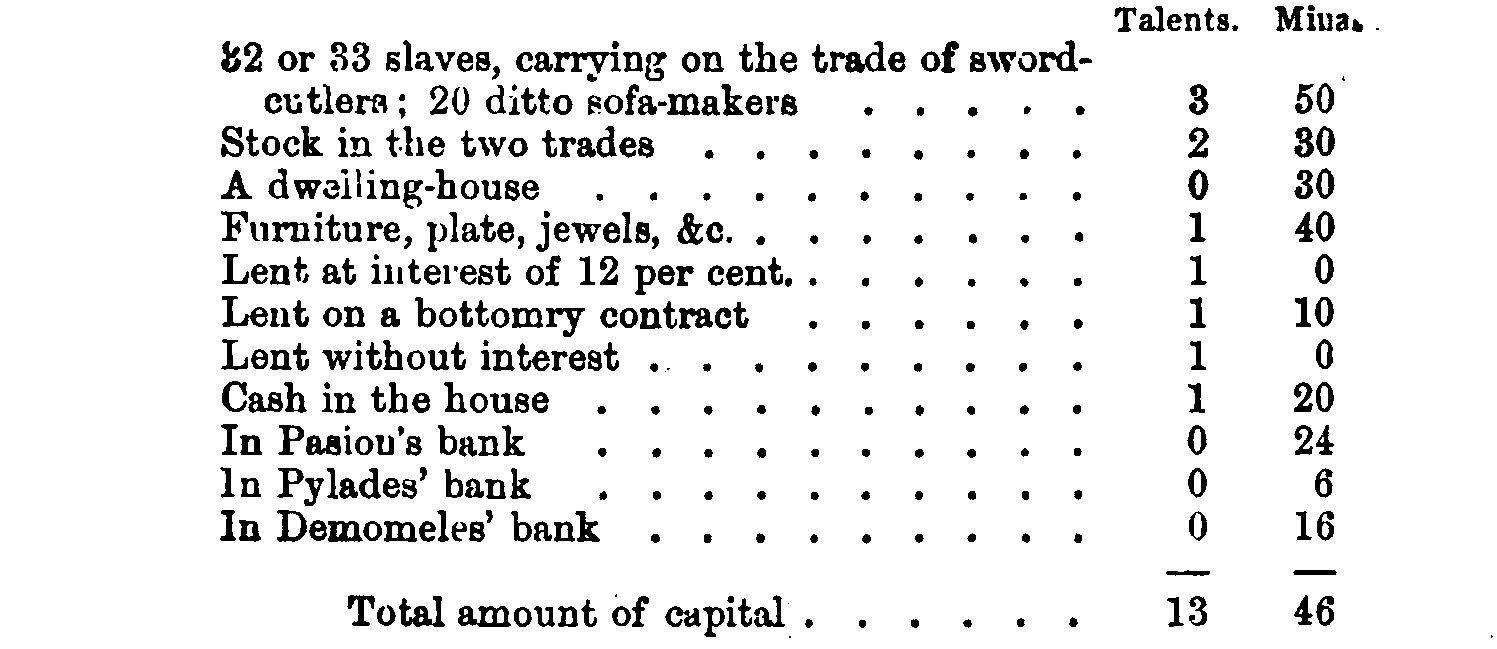 Talents. Minæ.
32 or 33 slaves, carrying on the trade of sword-
cutlers; 20 ditto sofa-makers . . . . . 3 50
Stock in the two trades . . . . . . . . 2 30
A dwelling-house . . . . . . . . . . 0 30
Furniture, plate, jewels, &c. . . . . . . . 1 40
Lent at interest of 12 per cent. . . . . . . 1 0
Lent on a bottomry contract . . . . . . 1 10
Lent without interest . . . . . . . . . 1 0
Cash in the house . . . . . . . . . . 1 20
In Pasion's bank . . . . . . . . . . 0 24
In Pylades' bank . . . . . . . . . . 0 6
In Demomeles' bank . . . . . . . . . 0 16
Total amount of capital . . . . . . 13 46